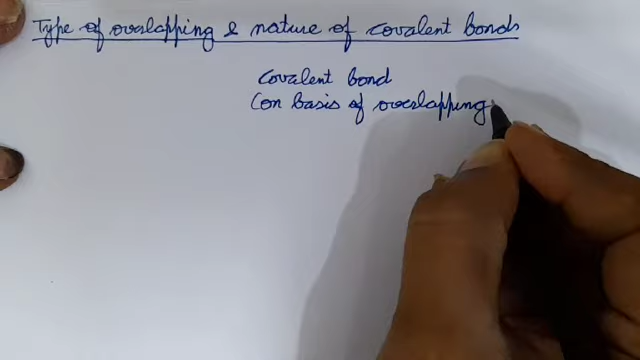 Type of overlapping & nature of covalent bonds
covalent bond
(on basis of overlapping